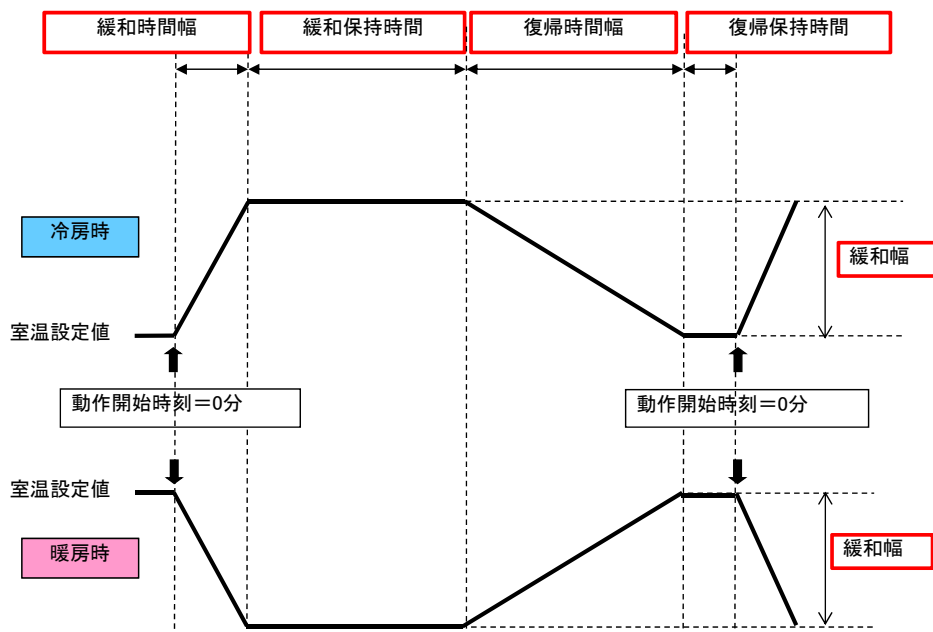 緩和時間幅
緩和保持時間
復帰時間幅
復帰保持時間
冷房時
緩和幅
室温設定値
動作開始時刻＝0分
動作開始時刻＝0分
室温設定値
暖房時
緩和幅